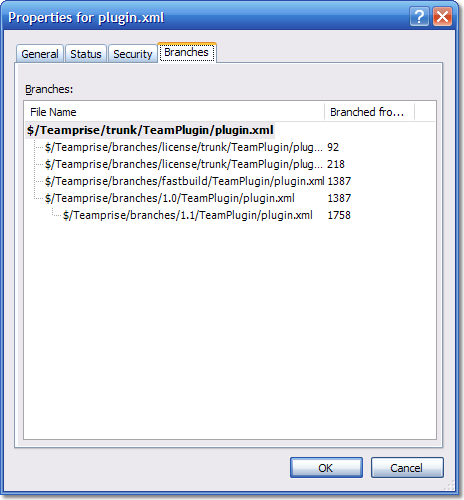 Properties for plugin.xml
General Status Security Branches
Branches:
File Name Branched fro...
$/Teamprise/trunk/TeamPlugin/plugin.xml
$/Teamprise/branches/license/trunk/TeamPlugin/plug... 92
$/Teamprise/branches/license/trunk/TeamPlugin/plug... 218
$/Teamprise/branches/fastbuild/TeamPlugin/plugin.xml 1387
$/Teamprise/branches/1.0/TeamPlugin/plugin.xml 1387
$/Teamprise/branches/1.1/TeamPlugin/plugin.xml 1758
OK Cancel